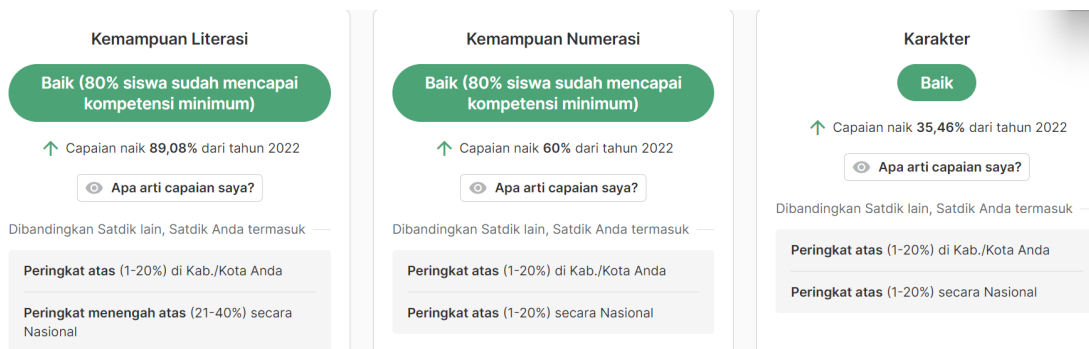 Kemampuan Literasi
Baik (80% siswa sudah mencapai
kompetensi minimum)
↑ Capaian naik 89,08% dari tahun 2022
Apa arti capaian saya?
Dibandingkan Satdik lain, Satdik Anda termasuk
Peringkat atas (1-20%) di Kab./Kota Anda
Peringkat menengah atas (21-40%) secara
Nasional
Kemampuan Numerasi
Baik (80% siswa sudah mencapai
kompetensi minimum)
↑ Capaian naik 60% dari tahun 2022
Apa arti capaian saya?
Dibandingkan Satdik lain, Satdik Anda termasuk
Peringkat atas (1-20%) di Kab./Kota Anda
Peringkat atas (1-20%) secara Nasional
Karakter
Baik
↑ Capaian naik 35,46% dari tahun 2022
Apa arti capaian saya?
Dibandingkan Satdik lain, Satdik Anda termasuk
Peringkat atas (1-20%) di Kab./Kota Anda
Peringkat atas (1-20%) secara Nasional